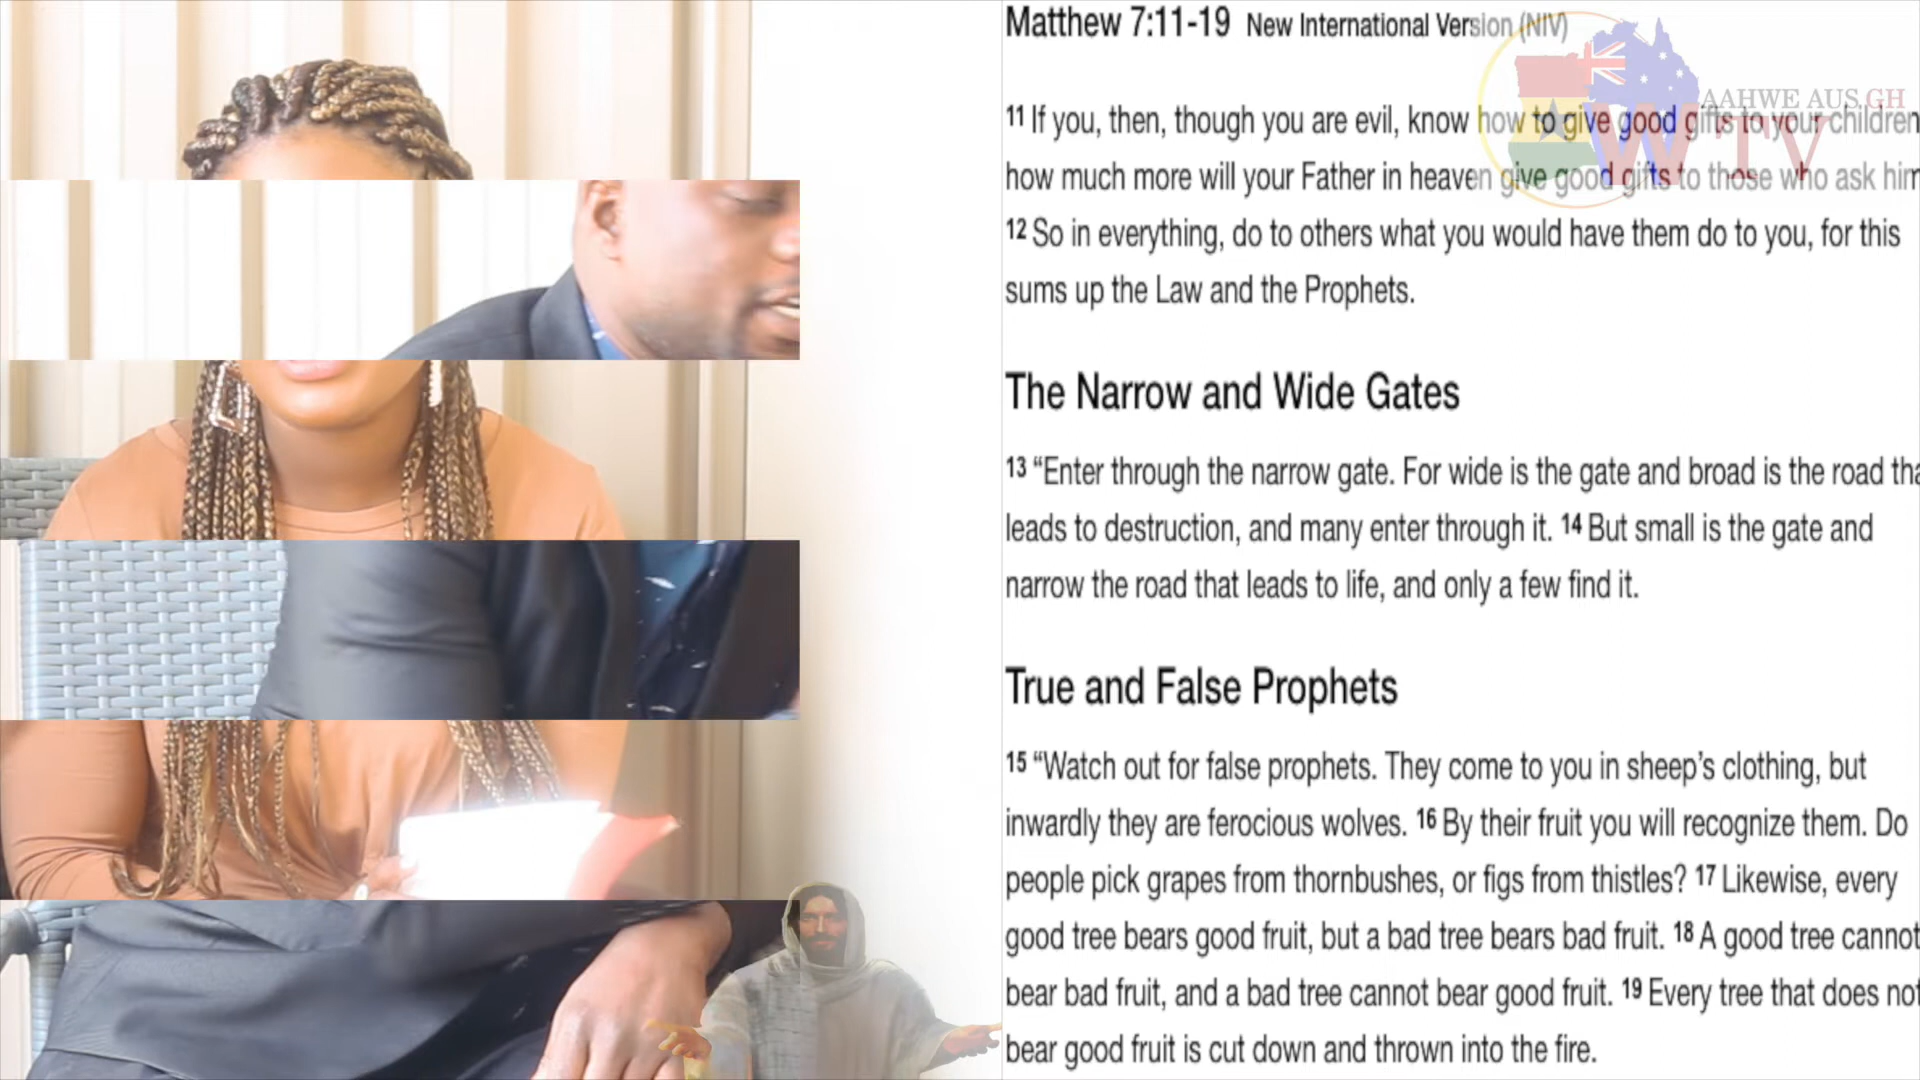 Matthew 7:11-19 New International Version (NIV)
AAHWE AUS.GH
W TV
11 If you, then, though you are evil, know how to give good gifts to your children
how much more will your Father in heaven give good gifts to those who ask him
12 So in everything, do to others what you would have them do to you, for this
sums up the Law and the Prophets.
The Narrow and Wide Gates
13 “Enter through the narrow gate. For wide is the gate and broad is the road tha
leads to destruction, and many enter through it. 14 But small is the gate and
narrow the road that leads to life, and only a few find it.
True and False Prophets
15 “Watch out for false prophets. They come to you in sheep’s clothing, but
inwardly they are ferocious wolves. 16 By their fruit you will recognize them. Do
people pick grapes from thornbushes, or figs from thistles? 17 Likewise, every
good tree bears good fruit, but a bad tree bears bad fruit. 18 A good tree cannot
bear bad fruit, and a bad tree cannot bear good fruit. 19 Every tree that does not
bear good fruit is cut down and thrown into the fire.